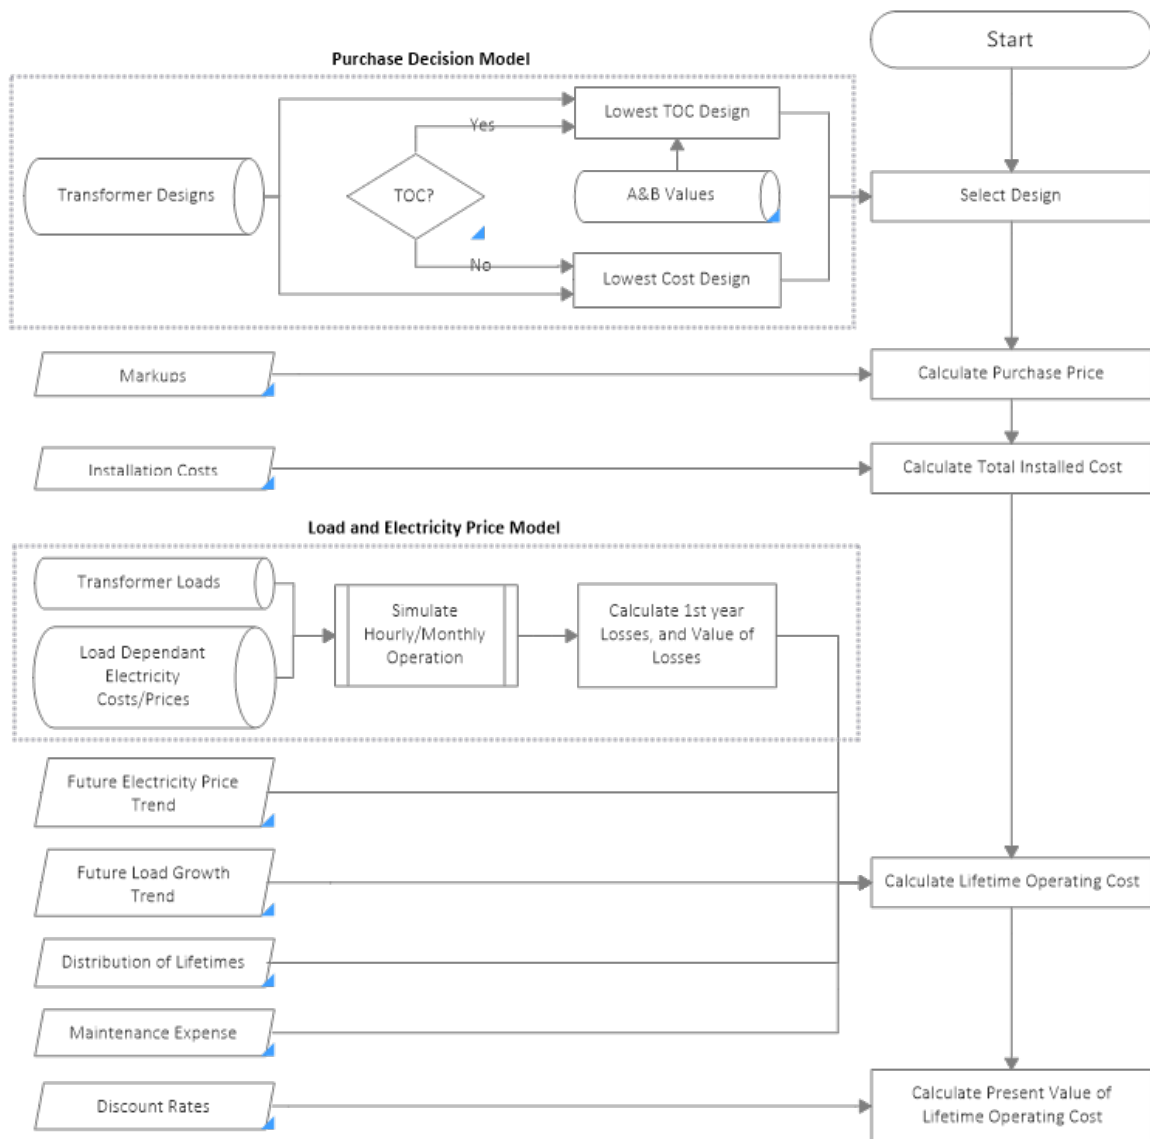 Start
Purchase Decision Model
Lowest TOC Design
Yes
Transformer Designs
TOC?
A&B Values
Select Design
No
Lowest Cost Design
Markups
Calculate Purchase Price
Installation Costs
Calculate Total Installed Cost
Load and Electricity Price Model
Transformer Loads
Load Dependant
Electricity
Costs/Prices
Simulate
Hourly/Monthly
Operation
Calculate 1st year
Losses, and Value of
Losses
Future Electricity Price
Trend
Future Load Growth
Trend
Calculate Lifetime Operating Cost
Distribution of Lifetimes
Maintenance Expense
Discount Rates
Calculate Present Value of
Lifetime Operating Cost